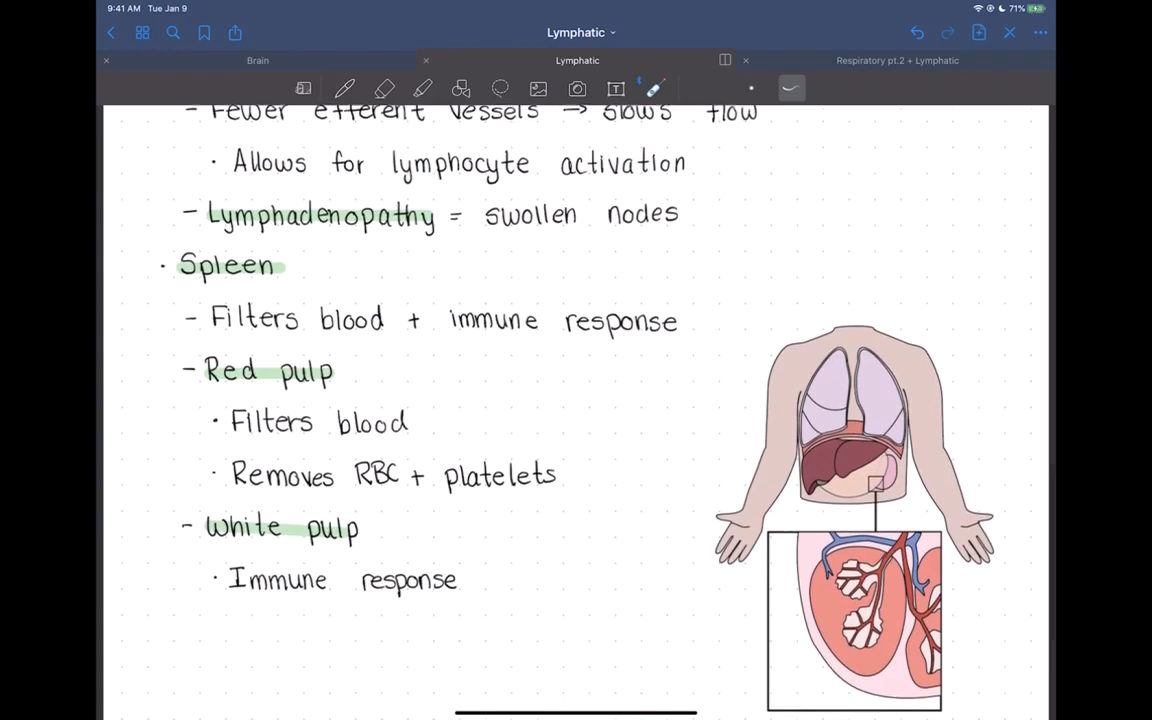 9:41 AM Tue Jan 9 71%
Lymphatic
Brain Lymphatic Respiratory pt.2 + Lymphatic
- Fewer efferent vessels → slows flow
· Allows for lymphocyte activation
- Lymphadenopathy = swollen nodes
· Spleen
- Filters blood + immune response
- Red pulp
· Filters blood
· Removes RBC + platelets
- White pulp
· Immune response